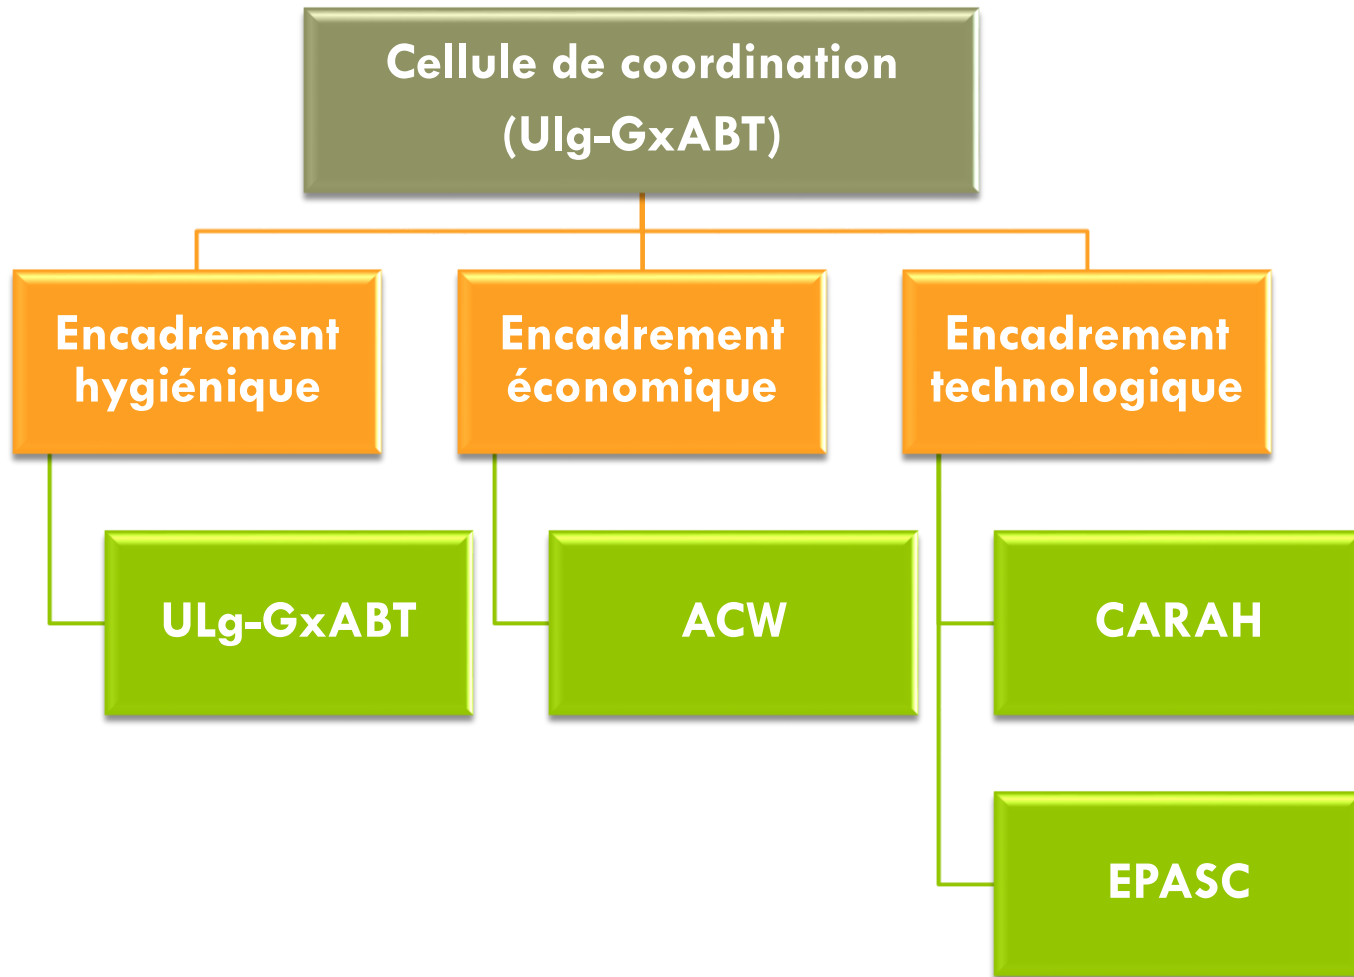 Cellule de coordination
(Ulg-GxABT)
Encadrement
hygiénique
Encadrement
économique
Encadrement
technologique
ULg-GxABT
ACW
CARAH
EPASC